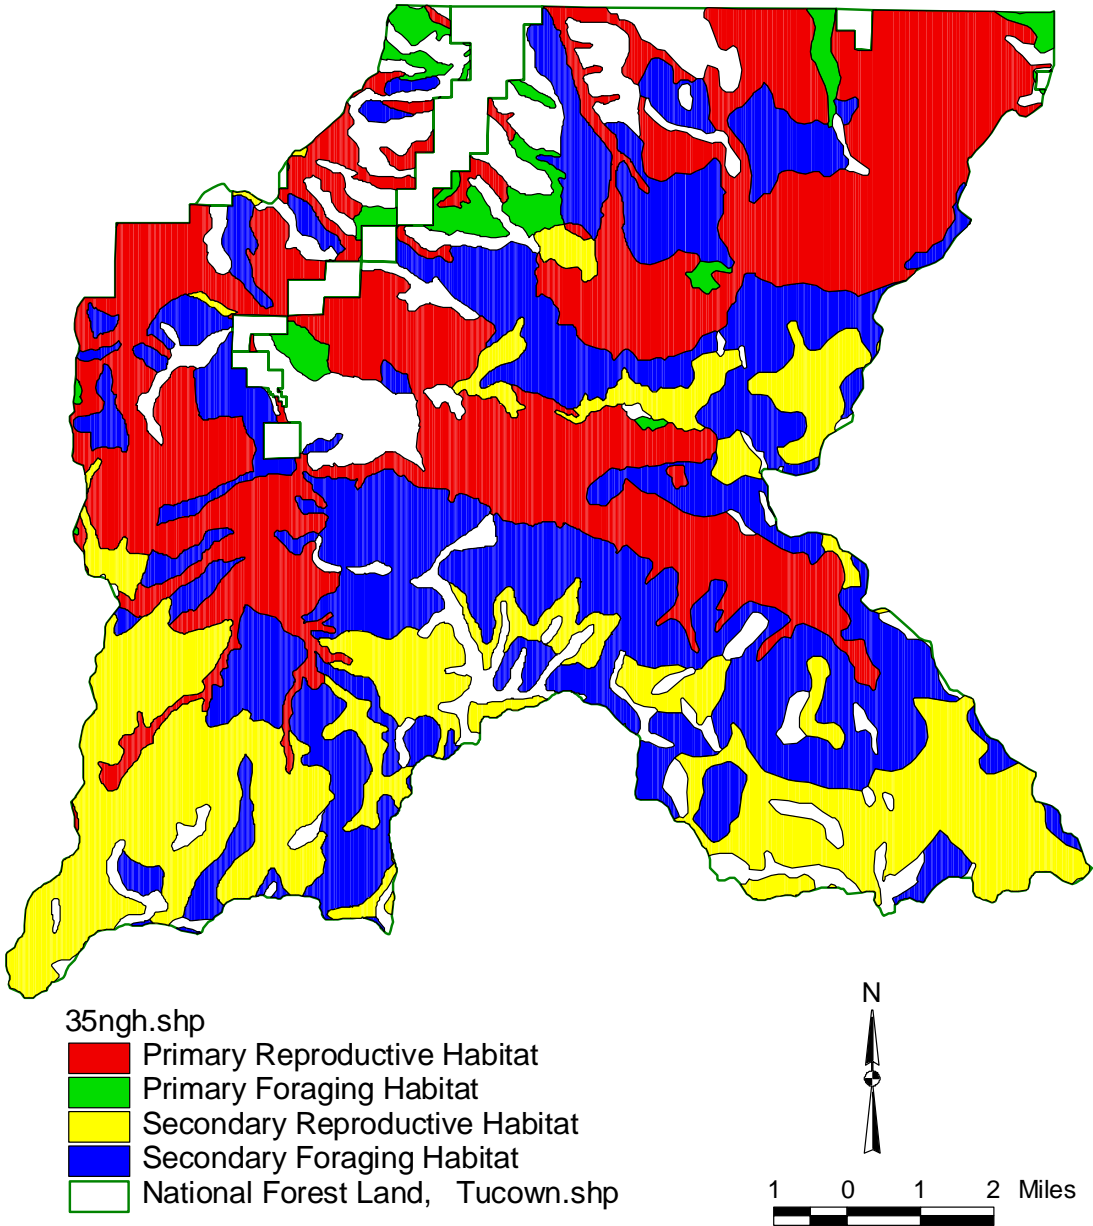 35ngh.shp
Primary Reproductive Habitat
Primary Foraging Habitat
Secondary Reproductive Habitat
Secondary Foraging Habitat
National Forest Land, Tucown.shp
N
1 0 1 2 Miles